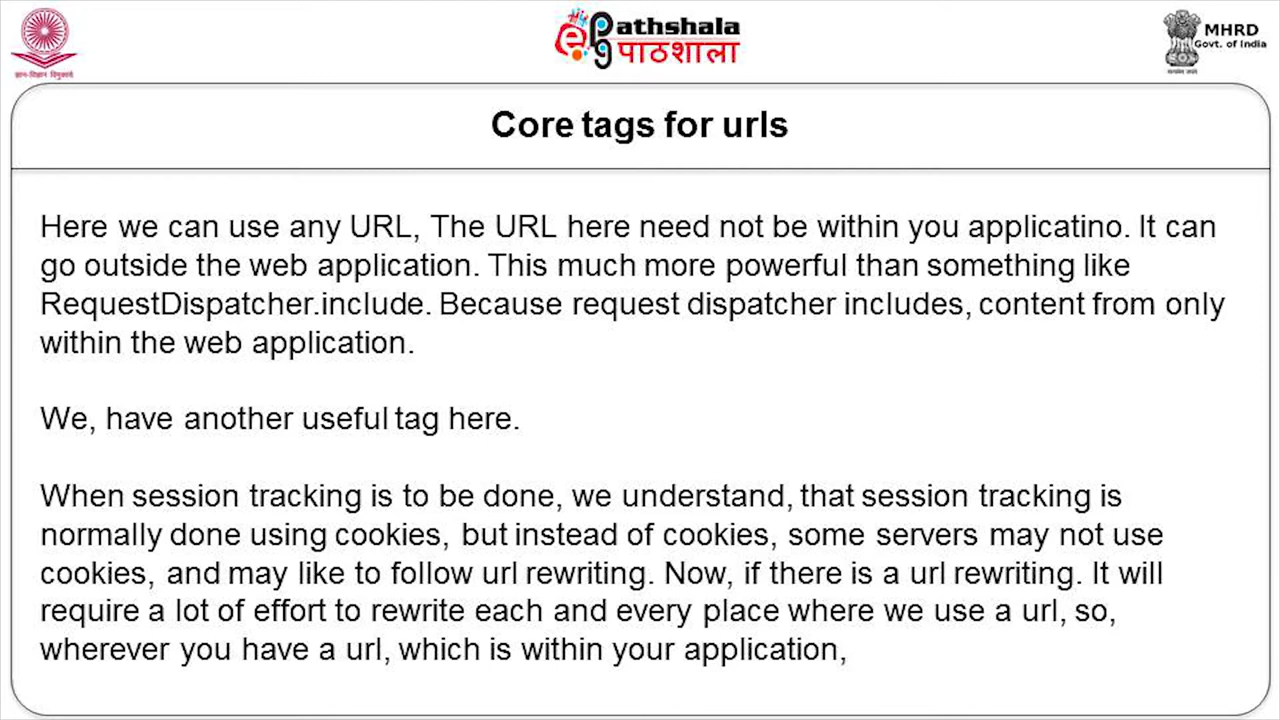 ज्ञान-विज्ञान विमुक्तये
ePathshala
पाठशाला
MHRD
Govt. of India
Core tags for urls
Here we can use any URL, The URL here need not be within you applicatino. It can
go outside the web application. This much more powerful than something like
RequestDispatcher.include. Because request dispatcher includes, content from only
within the web application.
We, have another useful tag here.
When session tracking is to be done, we understand, that session tracking is
normally done using cookies, but instead of cookies, some servers may not use
cookies, and may like to follow url rewriting. Now, if there is a url rewriting. It will
require a lot of effort to rewrite each and every place where we use a url, so,
wherever you have a url, which is within your application,